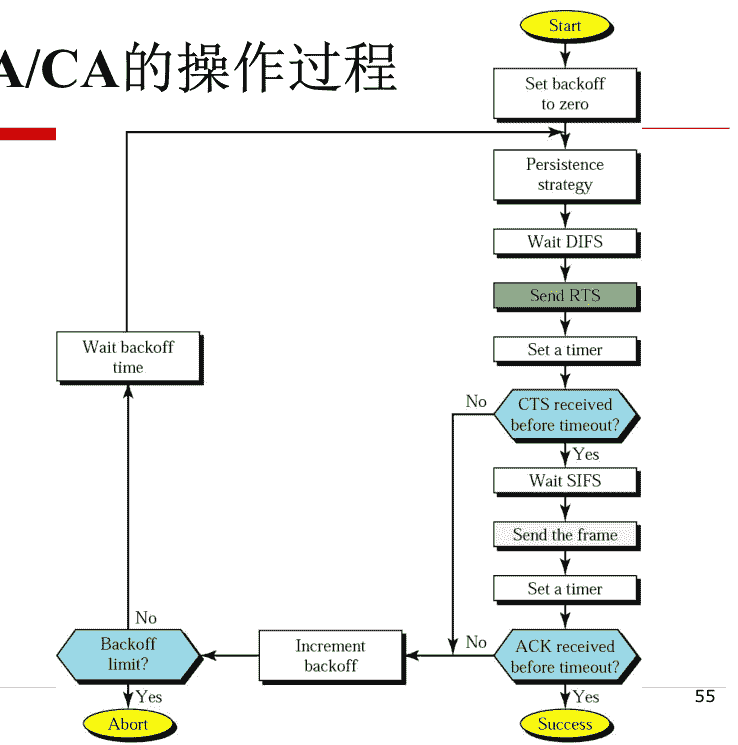 A/CA的操作过程
Start
Set backoff
to zero
Persistence
strategy
Wait DIFS
Send RTS
Set a timer
Wait backoff
time
CTS received
before timeout?
No
Yes
Wait SIFS
Send the frame
Set a timer
ACK received
before timeout?
No
Yes
Success
Increment
backoff
Backoff
limit?
No
Yes
Abort
55